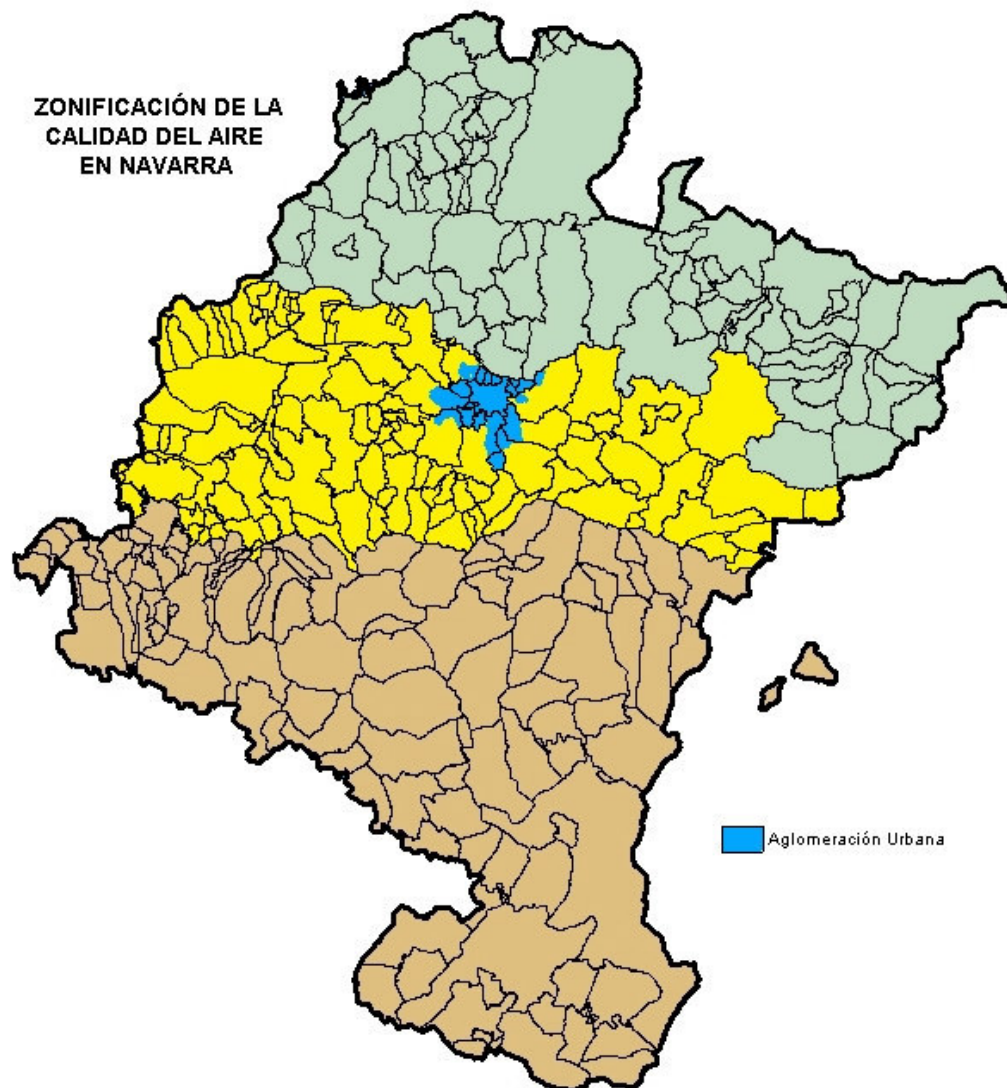 ZONIFICACIÓN DE LA
CALIDAD DEL AIRE
EN NAVARRA
Aglomeración Urbana